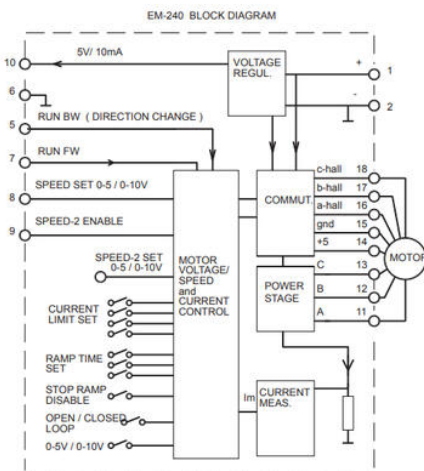 EM-240 BLOCK DIAGRAM
10
5V/ 10mA
VOLTAGE
REGUL.
+
1
-
2
6
5
RUN BW ( DIRECTION CHANGE )
7
RUN FW
8
SPEED SET 0-5 / 0-10V
9
SPEED-2 ENABLE
COMMUT.
c-hall 18
b-hall 17
a-hall 16
gnd 15
+5 14
C 13
B 12
A 11
MOTOR
SPEED-2 SET
0-5 / 0-10V
MOTOR
VOLTAGE/
SPEED
and
CURRENT
CONTROL
POWER
STAGE
CURRENT
LIMIT SET
RAMP TIME
SET
STOP RAMP
DISABLE
OPEN / CLOSED
LOOP
0-5V / 0-10V
Im
CURRENT
MEAS.